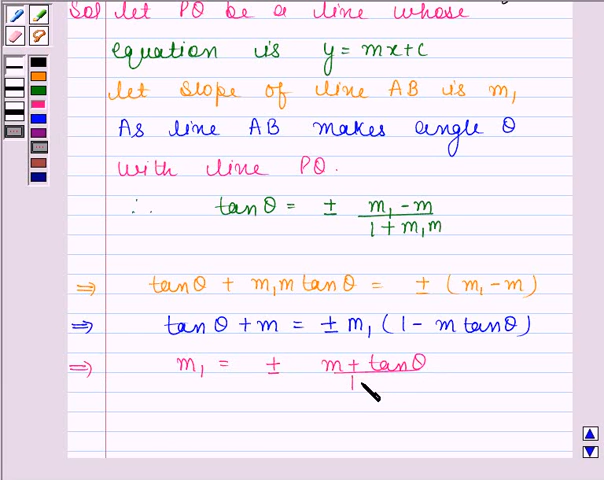 Sol let PQ be a line whose
equation is y = mx+c
let slope of line AB is m₁
As line AB makes angle θ
with line PQ.
∴ tanθ = ± (m₁ - m) / (1 + m₁m)
⇒ tanθ + m₁m tanθ = ± (m₁ - m)
⇒ tanθ + m = ± m₁ (1 - m tanθ)
⇒ m₁ = ± (m + tanθ) / 1